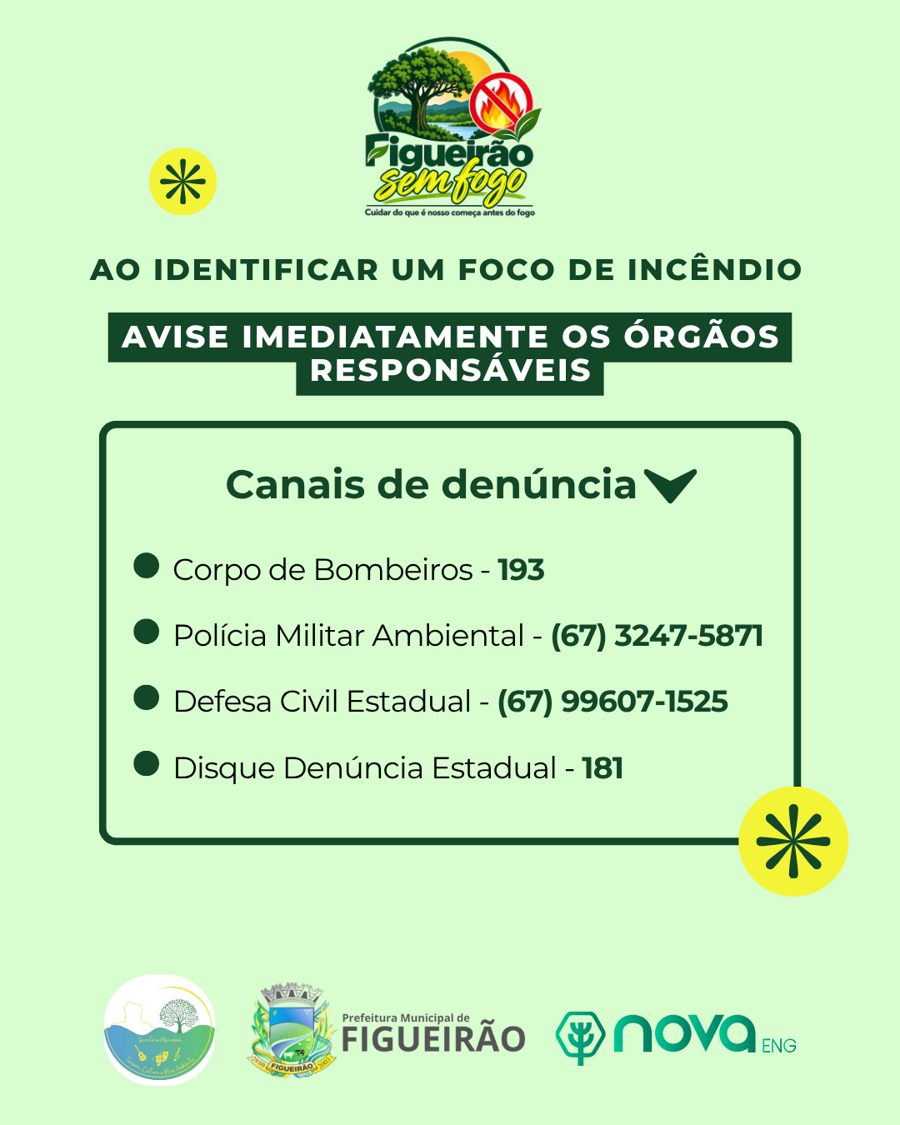 Figueirão
sem fogo
Cuidar do que é nosso começa antes do fogo
AO IDENTIFICAR UM FOCO DE INCÊNDIO
AVISE IMEDIATAMENTE OS ÓRGÃOS
RESPONSÁVEIS
Canais de denúncia
Corpo de Bombeiros - 193
Polícia Militar Ambiental - (67) 3247-5871
Defesa Civil Estadual - (67) 99607-1525
Disque Denúncia Estadual - 181
Prefeitura Municipal de
FIGUEIRÃO
FIGUEIRÃO
nova ENG